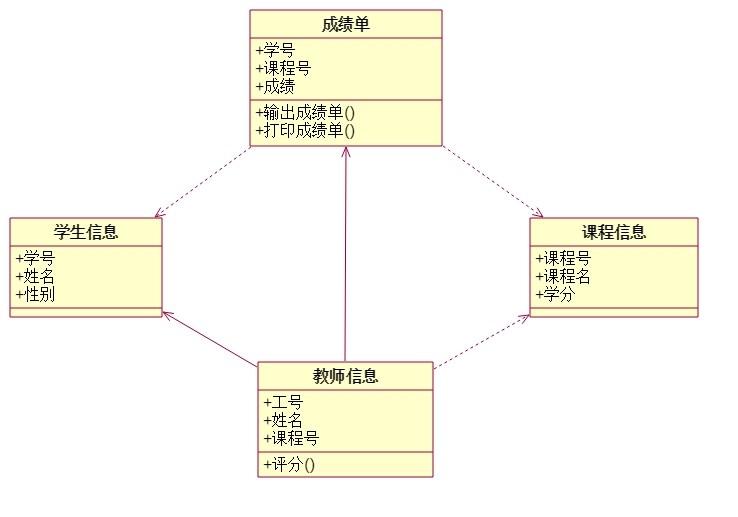 成绩单
+学号
+课程号
+成绩
+输出成绩单()
+打印成绩单()
学生信息
+学号
+姓名
+性别
课程信息
+课程号
+课程名
+学分
教师信息
+工号
+姓名
+课程号
+评分()